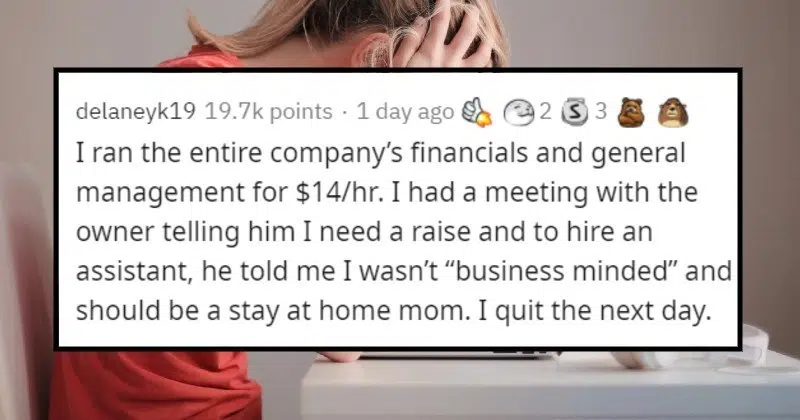 delaneyk19 19.7k points · 1 day ago 2 S 3
I ran the entire company’s financials and general
management for $14/hr. I had a meeting with the
owner telling him I need a raise and to hire an
assistant, he told me I wasn’t “business minded” and
should be a stay at home mom. I quit the next day.